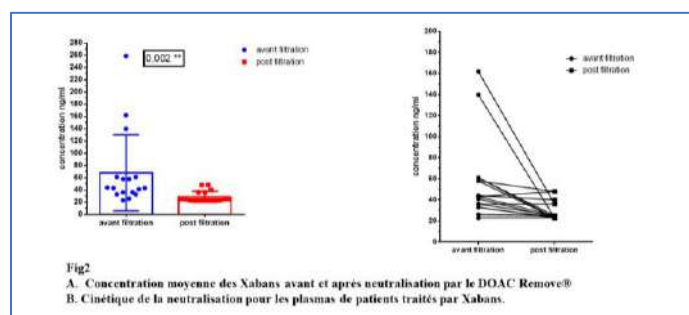 280
260
240
220
200
180
160
140
120
100
80
60
40
20
0
concentration ng/ml
0.002 **
avant filtration
post filtration
avant filtration
post filtration
200
180
160
140
120
100
80
60
40
20
0
concentration ng/ml
avant filtration
post filtration
avant filtration
post filtration
Fig2
A. Concentration moyenne des Xabans avant et après neutralisation par le DOAC Remove®
B. Cinétique de la neutralisation pour les plasmas de patients traités par Xabans.